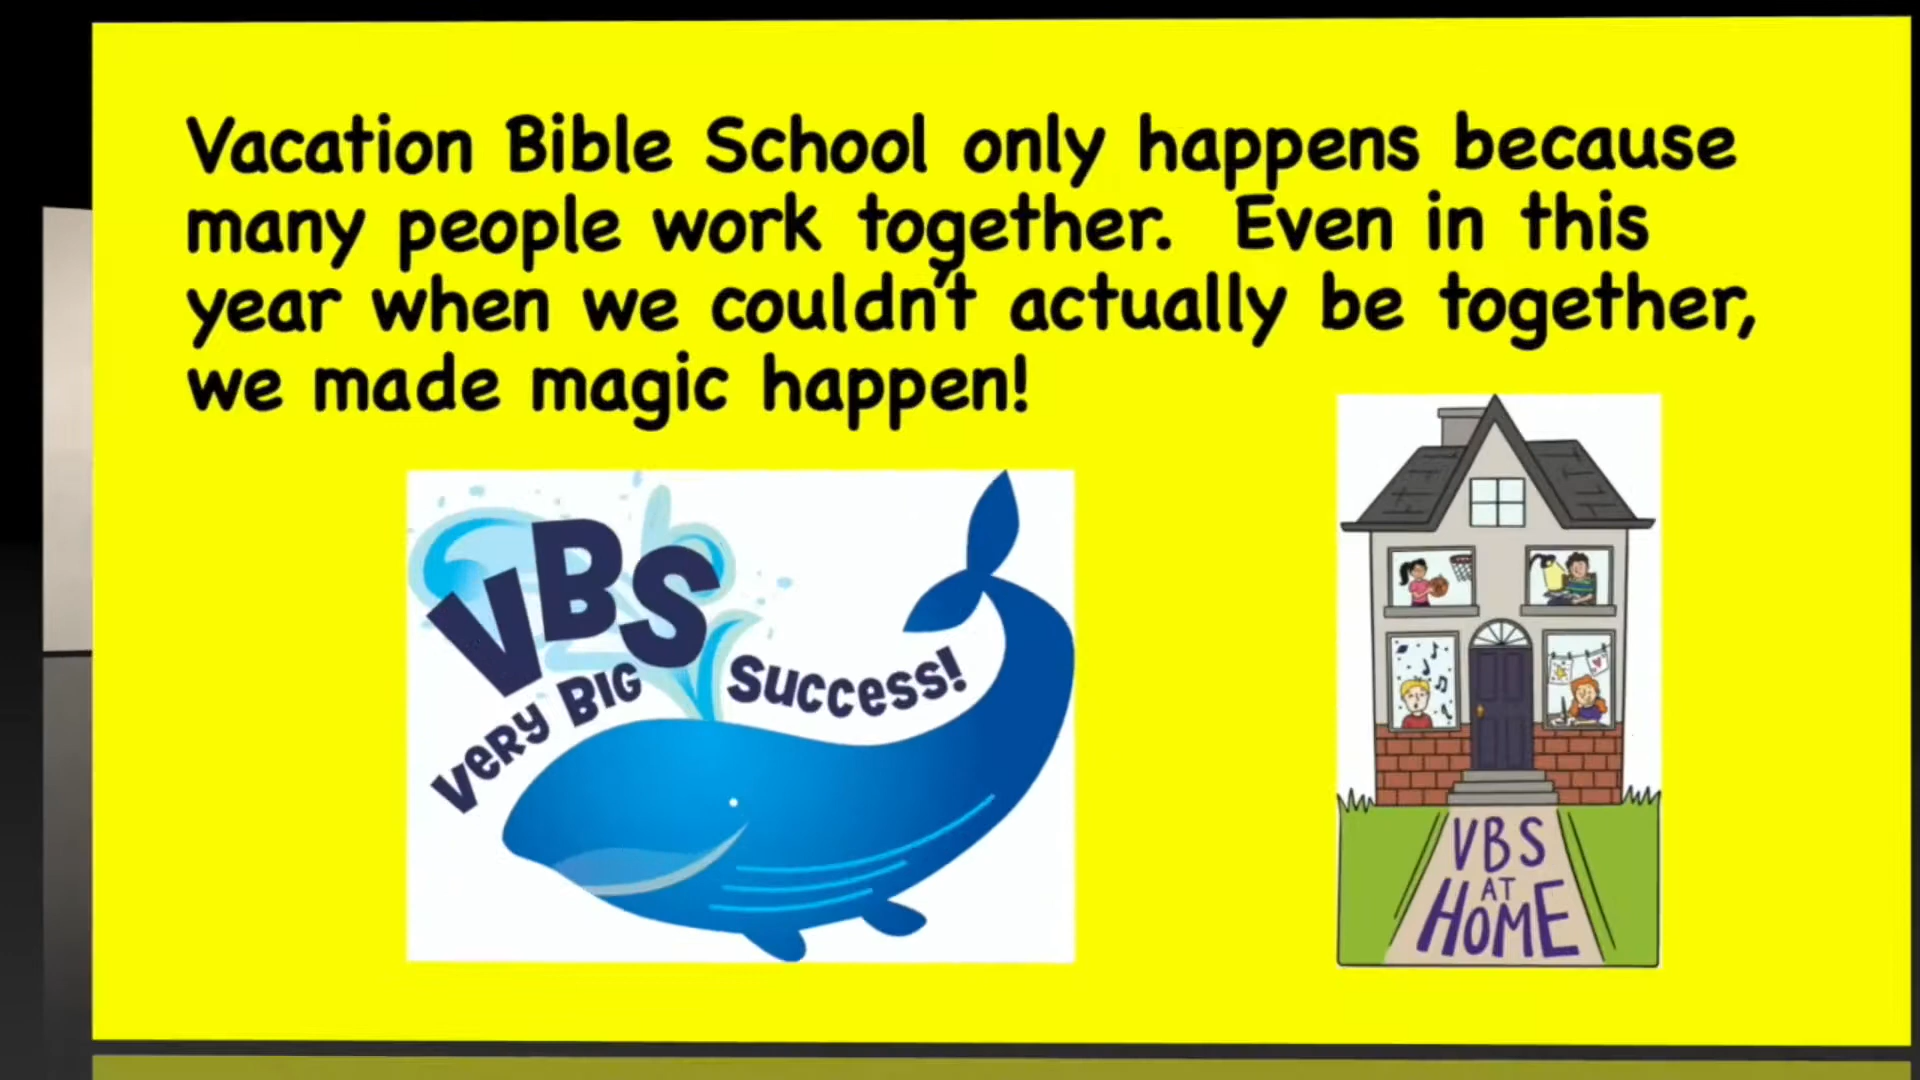 Vacation Bible School only happens because
many people work together.  Even in this
year when we couldn't actually be together,
we made magic happen!
VBS
Very BIG
Success!
VBS
AT
HOME